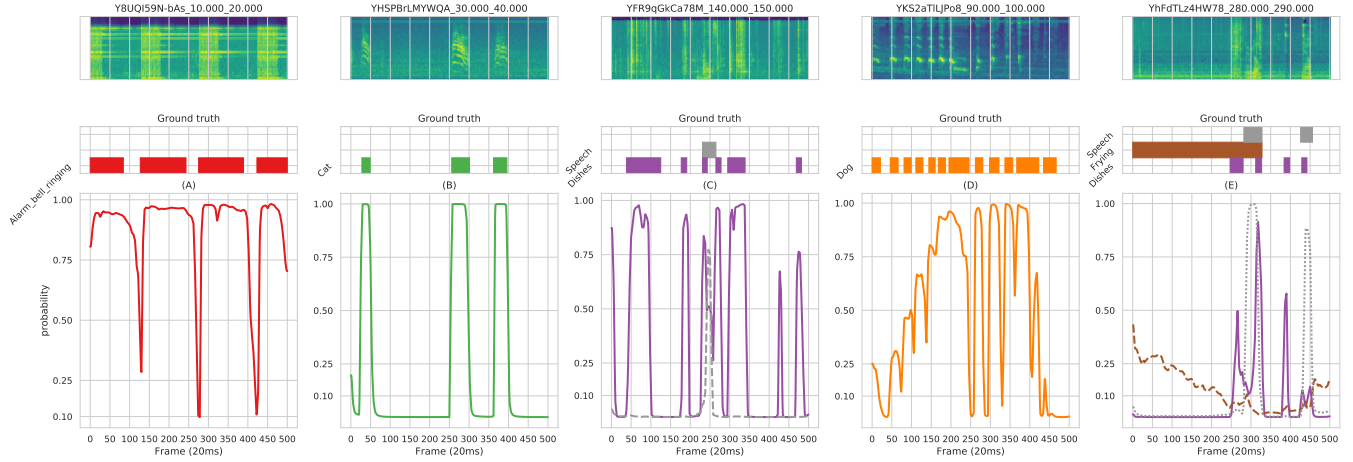 Y8UQI59N-bAs_10.000_20.000
YHSPBrLMYWQA_30.000_40.000
YFR9qGkCa78M_140.000_150.000
YKS2aTlLJPo8_90.000_100.000
YhFdTLz4HW78_280.000_290.000
Ground truth
Ground truth
Ground truth
Ground truth
Ground truth
Alarm_bell_ringing
Cat
Speech
Dishes
Dog
Speech
Frying
Dishes
(A)
(B)
(C)
(D)
(E)
probability
1.00
0.75
0.50
0.25
0.10
1.00
0.75
0.50
0.25
0.10
1.00
0.75
0.50
0.25
0.10
1.00
0.75
0.50
0.25
0.10
1.00
0.75
0.50
0.25
0.10
0 50 100 150 200 250 300 350 400 450 500
0 50 100 150 200 250 300 350 400 450 500
0 50 100 150 200 250 300 350 400 450 500
0 50 100 150 200 250 300 350 400 450 500
0 50 100 150 200 250 300 350 400 450 500
Frame (20ms)
Frame (20ms)
Frame (20ms)
Frame (20ms)
Frame (20ms)